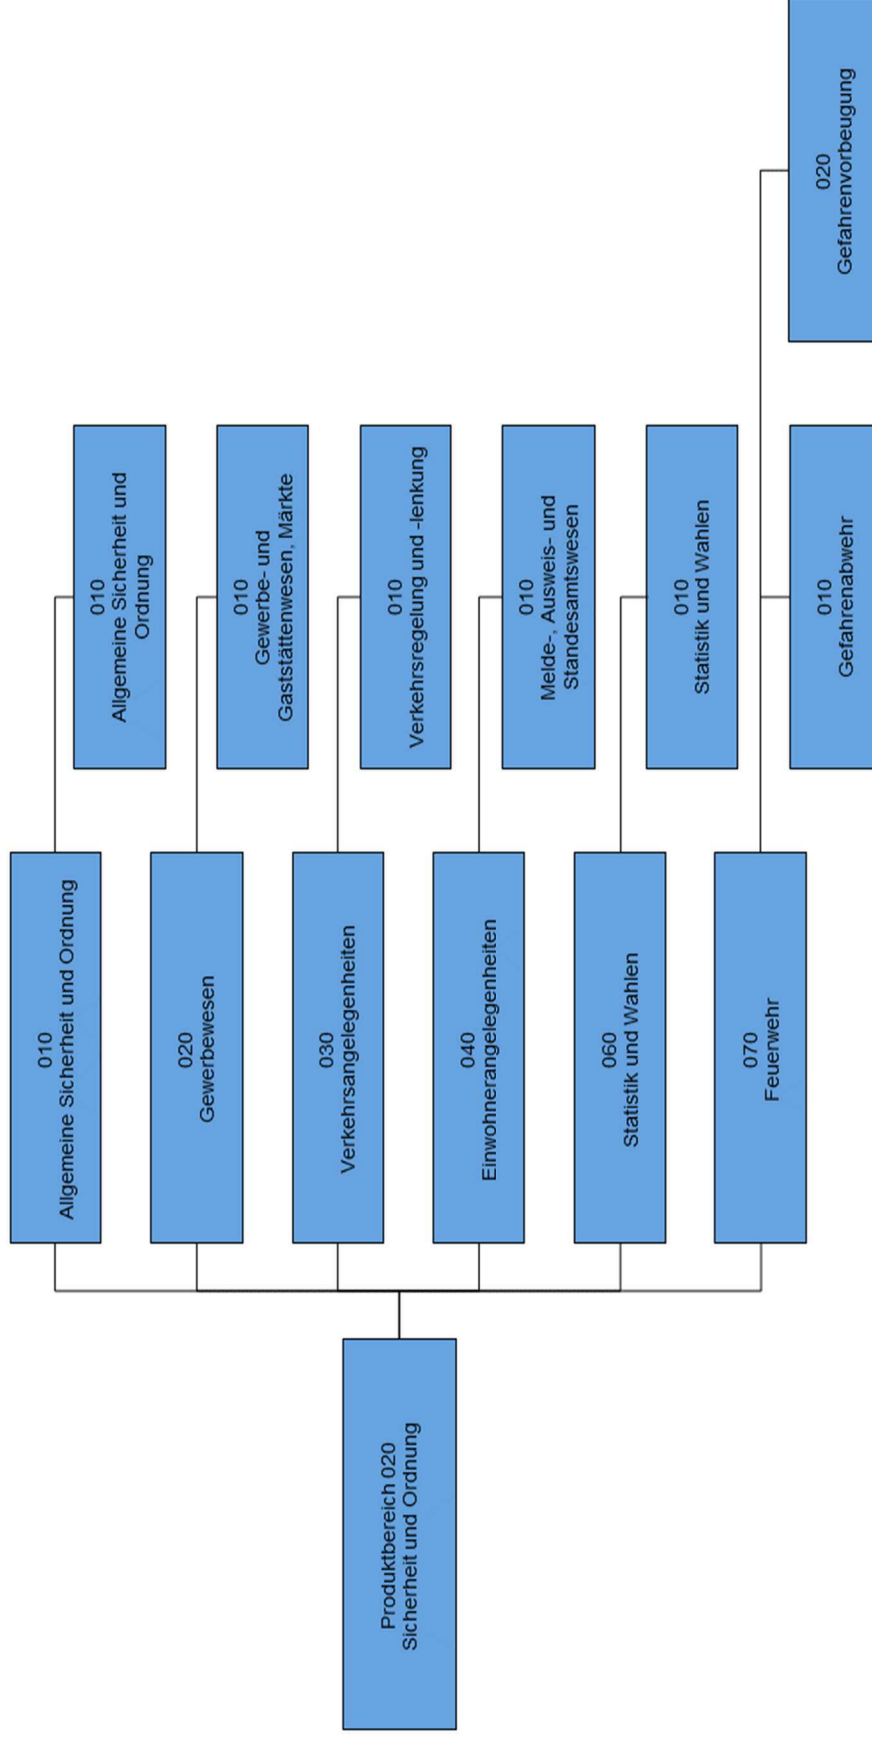 Produktbereich 020
Sicherheit und Ordnung
010
Allgemeine Sicherheit und Ordnung
010
Allgemeine Sicherheit und
Ordnung
020
Gewerbewesen
010
Gewerbe- und
Gaststättenwesen, Märkte
030
Verkehrsangelegenheiten
010
Verkehrsregelung und -lenkung
040
Einwohnerangelegenheiten
010
Melde-, Ausweis- und
Standesamtswesen
060
Statistik und Wahlen
010
Statistik und Wahlen
070
Feuerwehr
010
Gefahrenabwehr
020
Gefahrenvorbeugung